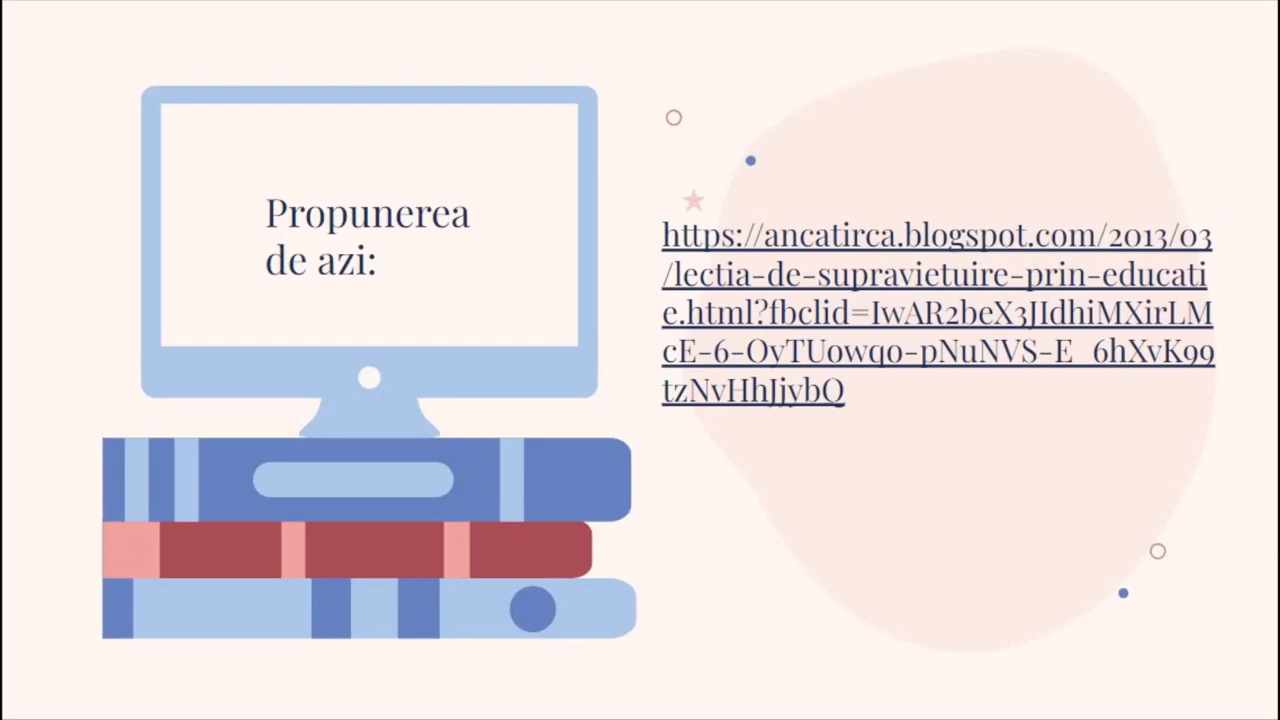 Propunerea
de azi:
https://ancatirca.blogspot.com/2013/03
/lectia-de-supravietuire-prin-educati
e.html?fbclid=IwAR2beX3JIdhiMXirLM
cE-6-OyTUowqo-pNuNVS-E_6hXvK99
tzNvHhJjybQ